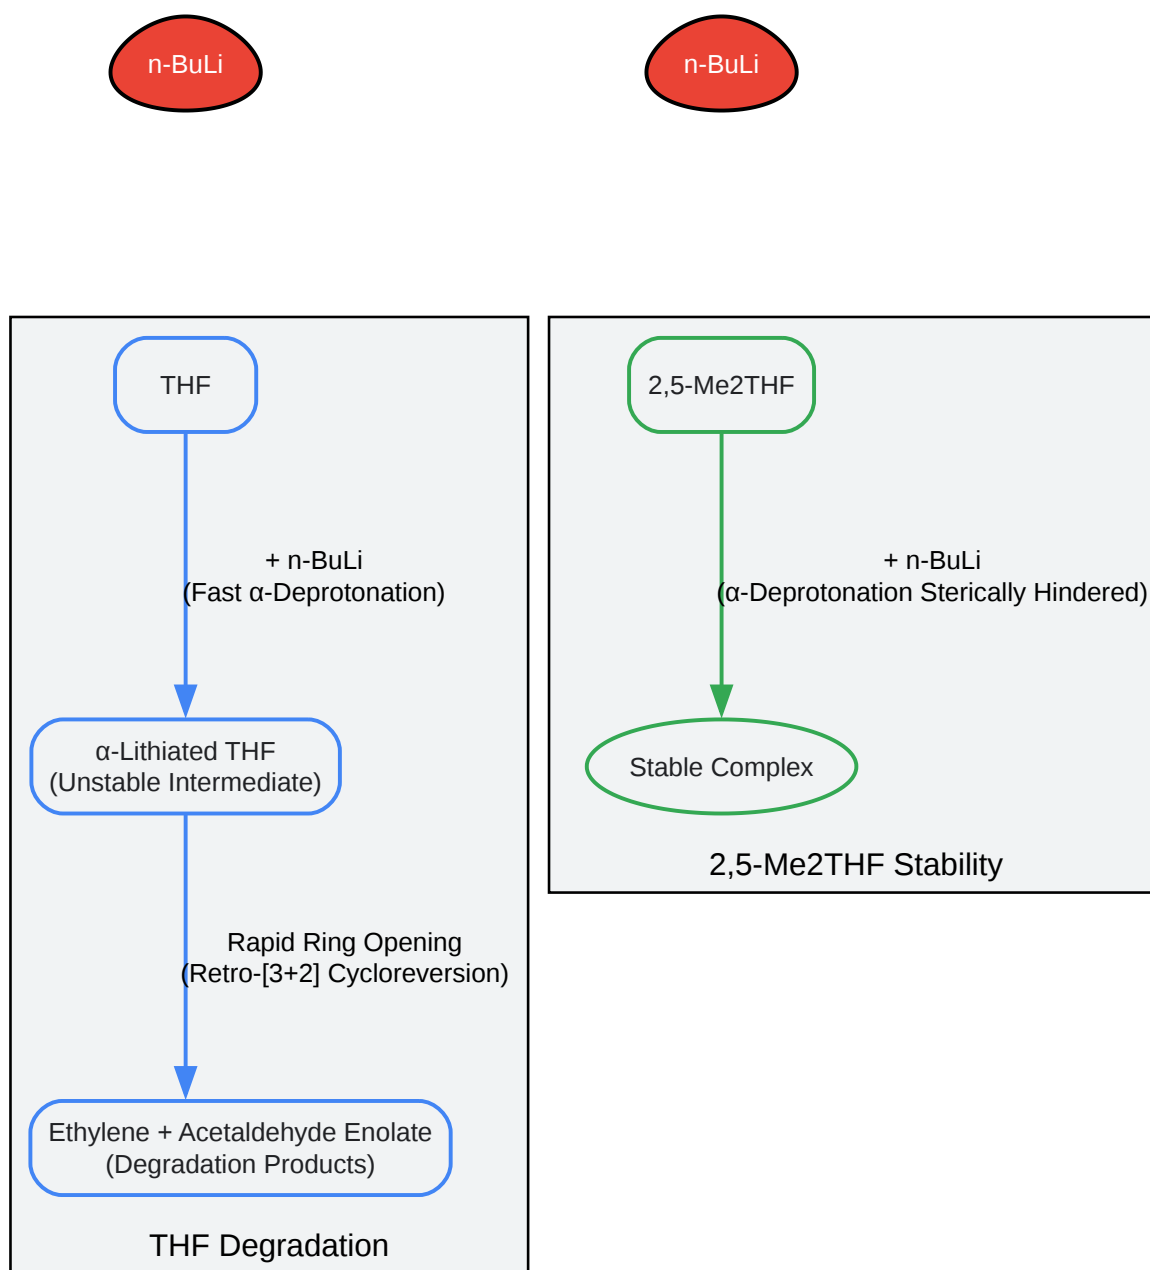 n-BuLi
n-BuLi
THF
+ n-BuLi
(Fast α-Deprotonation)
α-Lithiated THF
(Unstable Intermediate)
Rapid Ring Opening
(Retro-[3+2] Cycloreversion)
Ethylene + Acetaldehyde Enolate
(Degradation Products)
THF Degradation
2,5-Me2THF
+ n-BuLi
(α-Deprotonation Sterically Hindered)
Stable Complex
2,5-Me2THF Stability